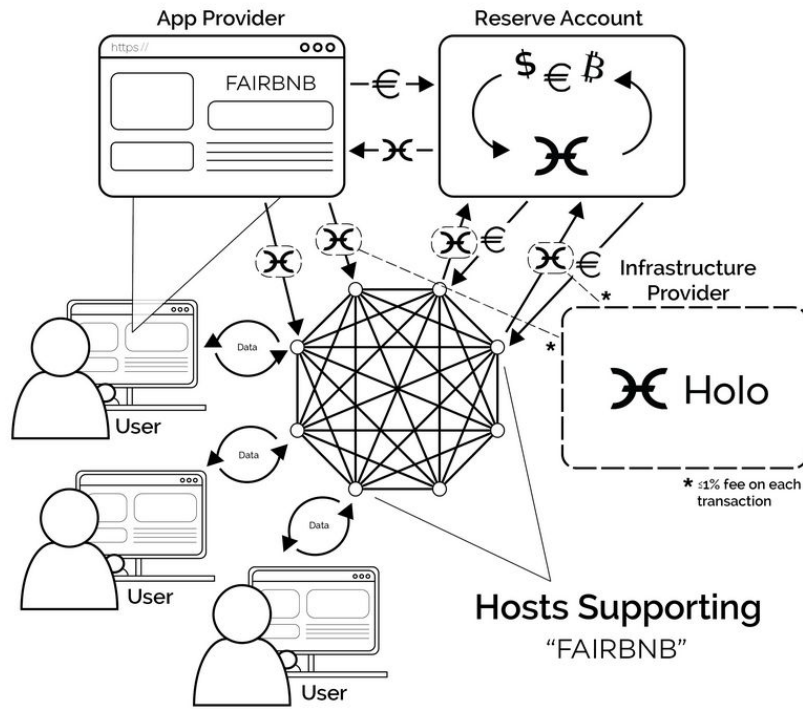 App Provider
Reserve Account
https://
FAIRBNB
€
$ € ₿
€
€
Infrastructure
Provider
*
*
Holo
* ≤1% fee on each
transaction
Data
User
Data
User
Data
User
Hosts Supporting
“FAIRBNB”